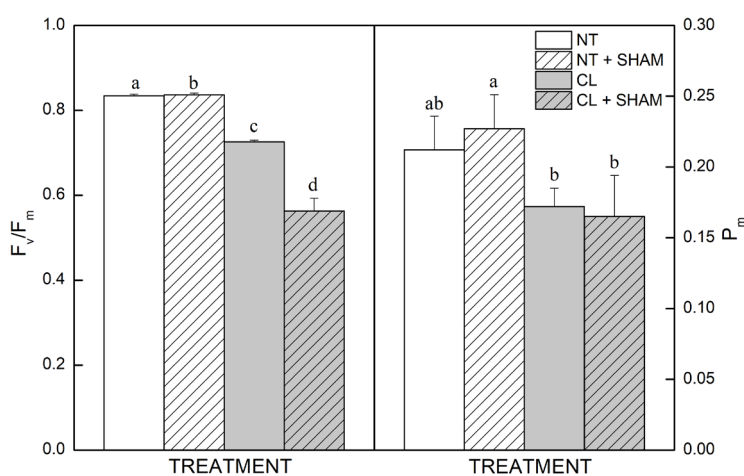 1.0
0.8
0.6
0.4
0.2
0.0
Fv/Fm
a
b
c
d
TREATMENT
ab
a
b
b
TREATMENT
NT
NT + SHAM
CL
CL + SHAM
0.30
0.25
0.20
0.15
0.10
0.05
0.00
Pm